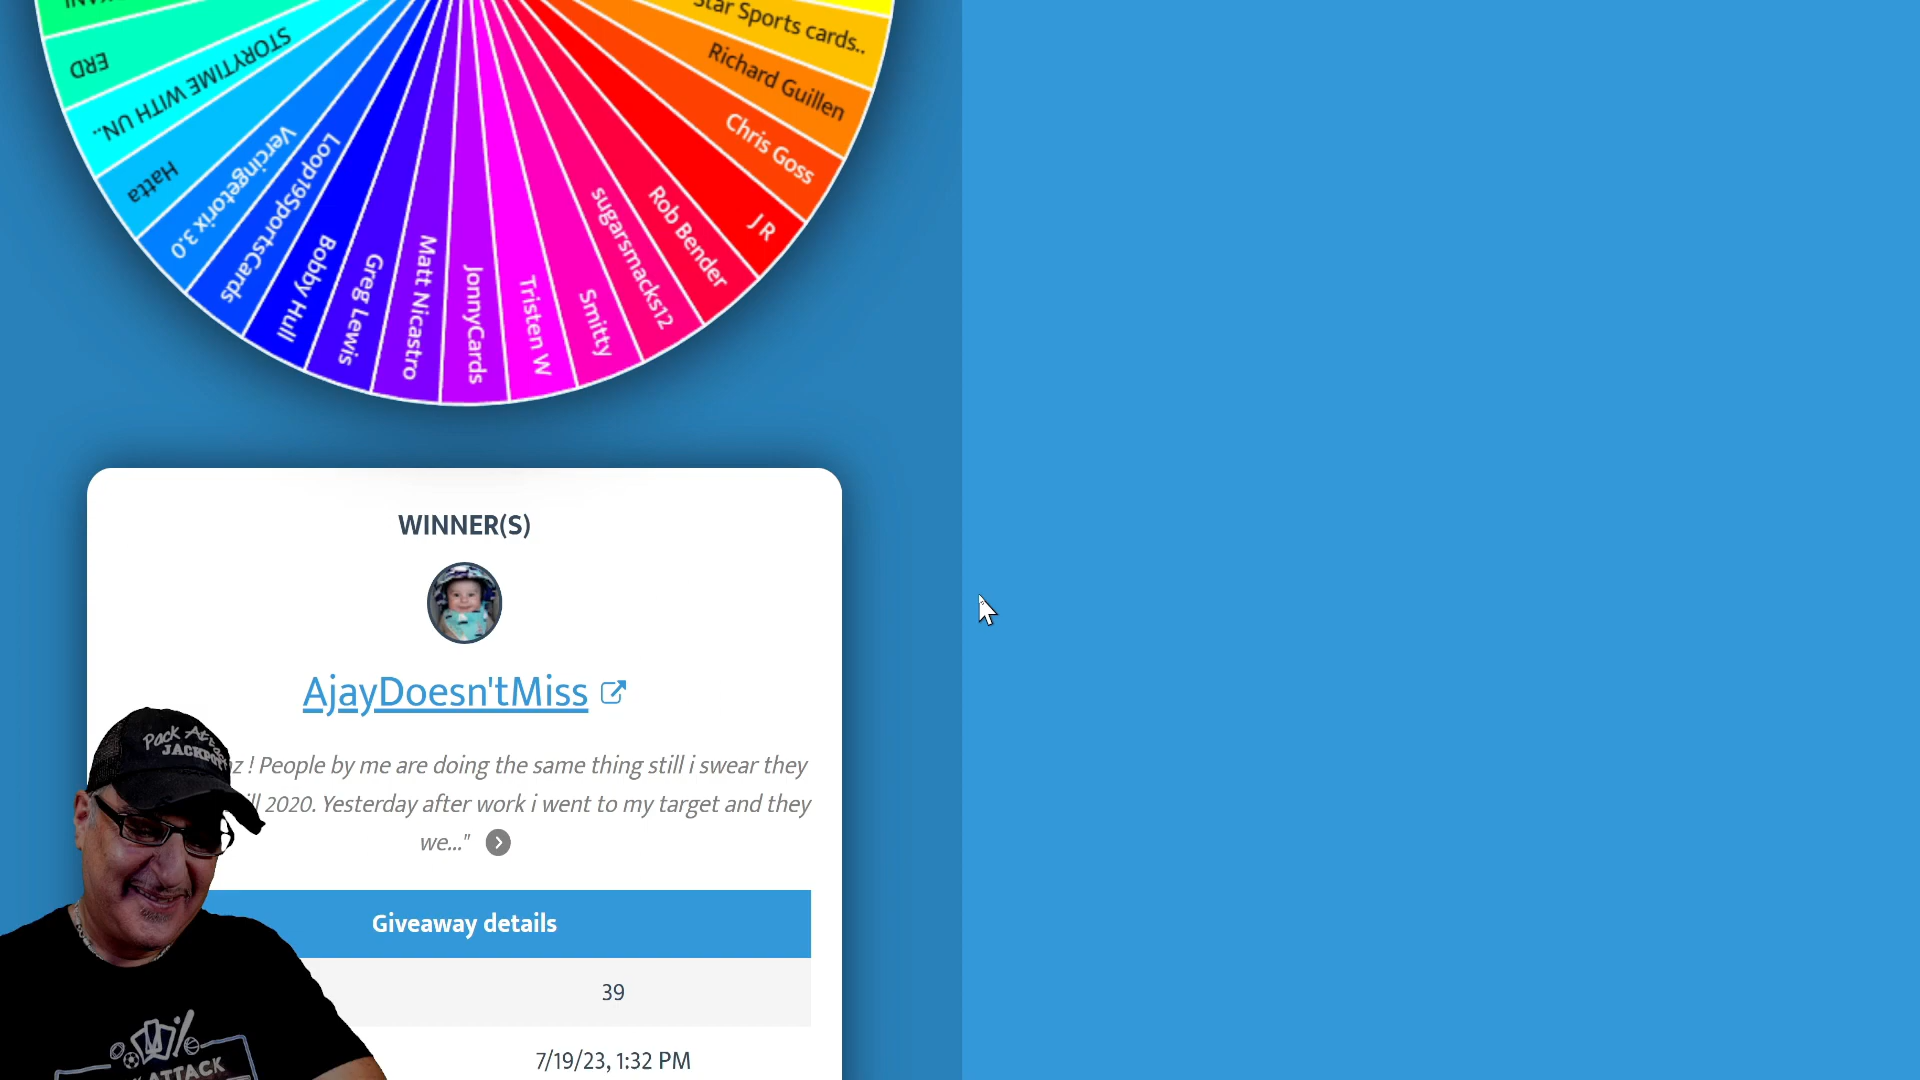 Star Sports cards..
Richard Guillen
Chris Goss
J R
Rob Bender
sugarsmacks12
Smitty
Tristen W
JonnyCards
Matt Nicastro
Greg Lewis
Bobby Hull
Loop19SportsCards
Vercingetorix 3.0
Hatta
STORYTIME WITH UN..
ERD
WINNER(S)
AjayDoesn'tMiss
! People by me are doing the same thing still i swear they
2020. Yesterday after work i went to my target and they
we..."
Pack Attack
JACKPOT
Giveaway details
39
7/19/23, 1:32 PM
ATTACK